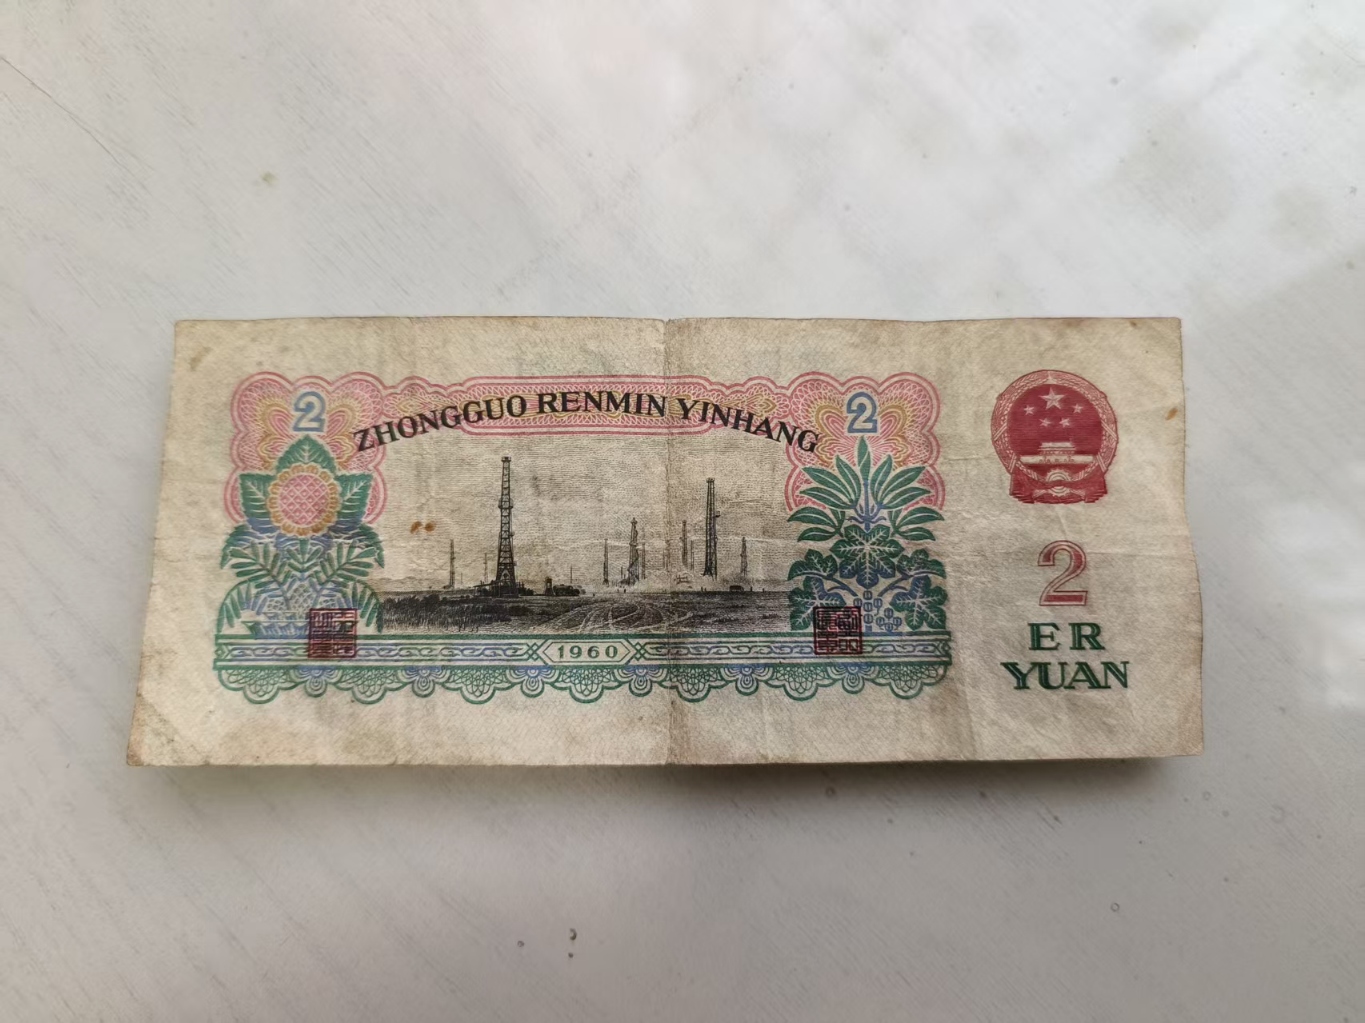 2
2
ZHONGGUO RENMIN YINHANG
1960
2
ER
YUAN